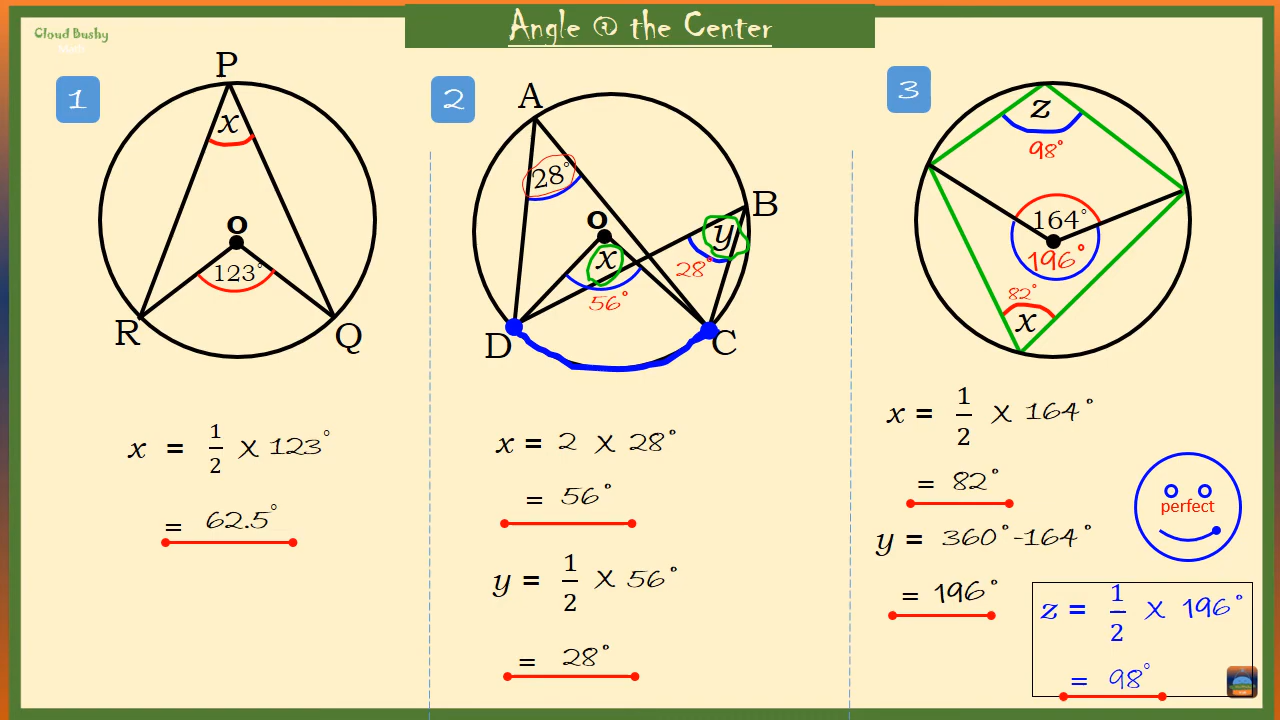 Cloud Bushy
Math
Angle @ the Center
1
P
x
O
123°
R
Q
x = 1/2 X 123°
= 62.5°
2
A
28°
B
O
y
x
28°
56°
D
C
x = 2 X 28°
= 56°
y = 1/2 X 56°
= 28°
3
z
98°
164°
196°
82°
x
x = 1/2 X 164°
= 82°
y = 360° - 164°
= 196°
perfect
z = 1/2 X 196°
= 98°